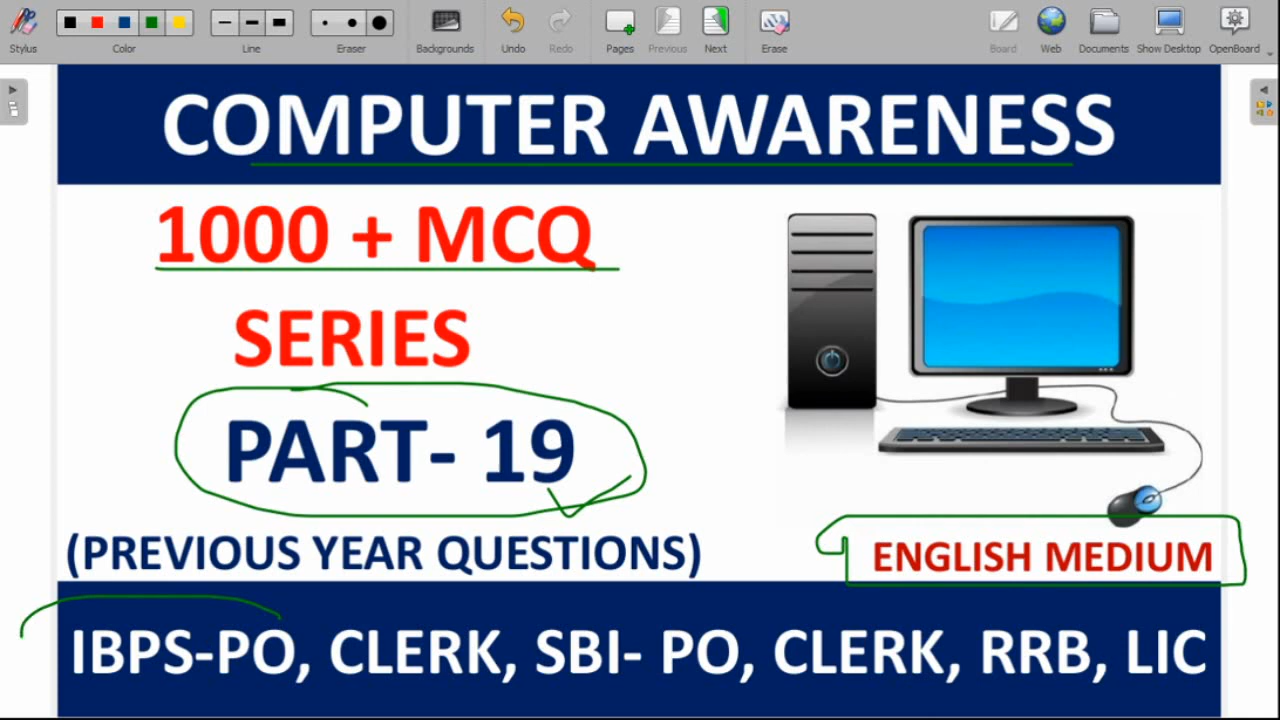 Stylus Color Line Eraser Backgrounds Undo Redo Pages Previous Next Erase Board Web Documents Show Desktop OpenBoard
COMPUTER AWARENESS
1000 + MCQ
SERIES
PART- 19
(PREVIOUS YEAR QUESTIONS)
ENGLISH MEDIUM
IBPS-PO, CLERK, SBI- PO, CLERK, RRB, LIC